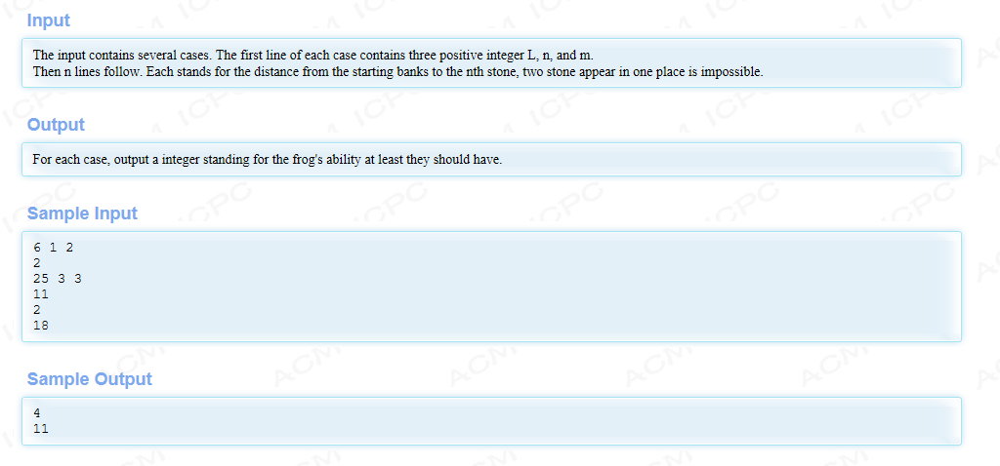 Input
The input contains several cases. The first line of each case contains three positive integer L, n, and m.
Then n lines follow. Each stands for the distance from the starting banks to the nth stone, two stone appear in one place is impossible.
Output
For each case, output a integer standing for the frog's ability at least they should have.
Sample Input
6 1 2
2
25 3 3
11
2
18
Sample Output
4
11